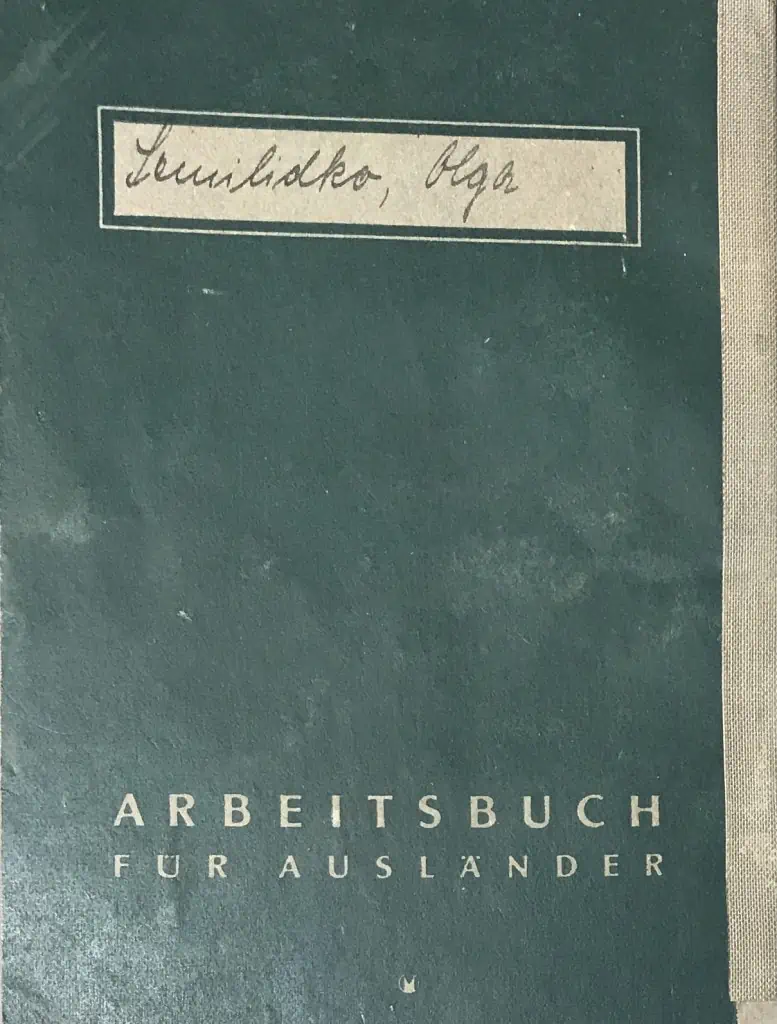 Semilidko, Olga
ARBEITSBUCH
FÜR AUSLÄNDER